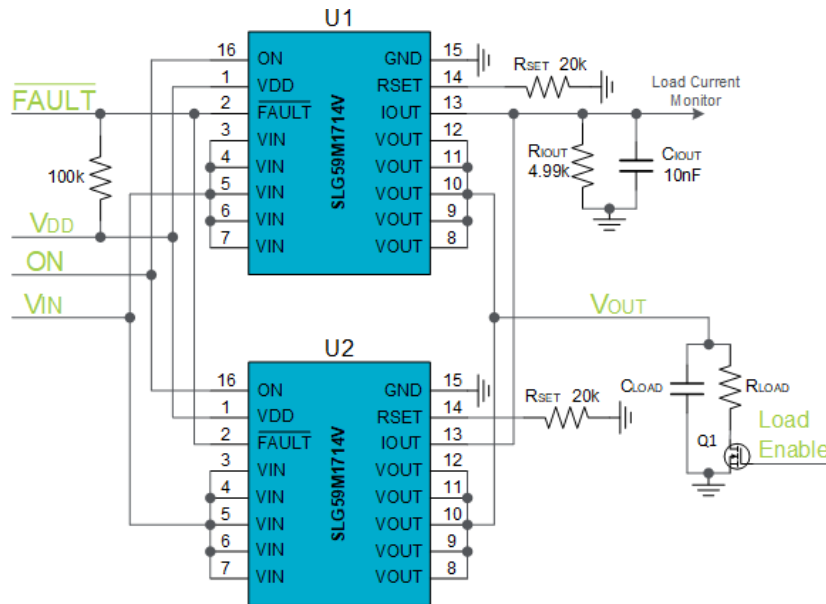 U1
16 ON GND 15
1 VDD RSET 14
2 FAULT IOUT 13
3 VIN VOUT 12
4 VIN VOUT 11
5 VIN VOUT 10
6 VIN VOUT 9
7 VIN VOUT 8
SLG59M1714V
FAULT
100k
VDD
ON
VIN
RSET 20k
Load Current
Monitor
RIOUT
4.99k
CIOUT
10nF
VOUT
U2
16 ON GND 15
1 VDD RSET 14
2 FAULT IOUT 13
3 VIN VOUT 12
4 VIN VOUT 11
5 VIN VOUT 10
6 VIN VOUT 9
7 VIN VOUT 8
SLG59M1714V
RSET 20k
CLOAD
RLOAD
Q1
Load
Enable